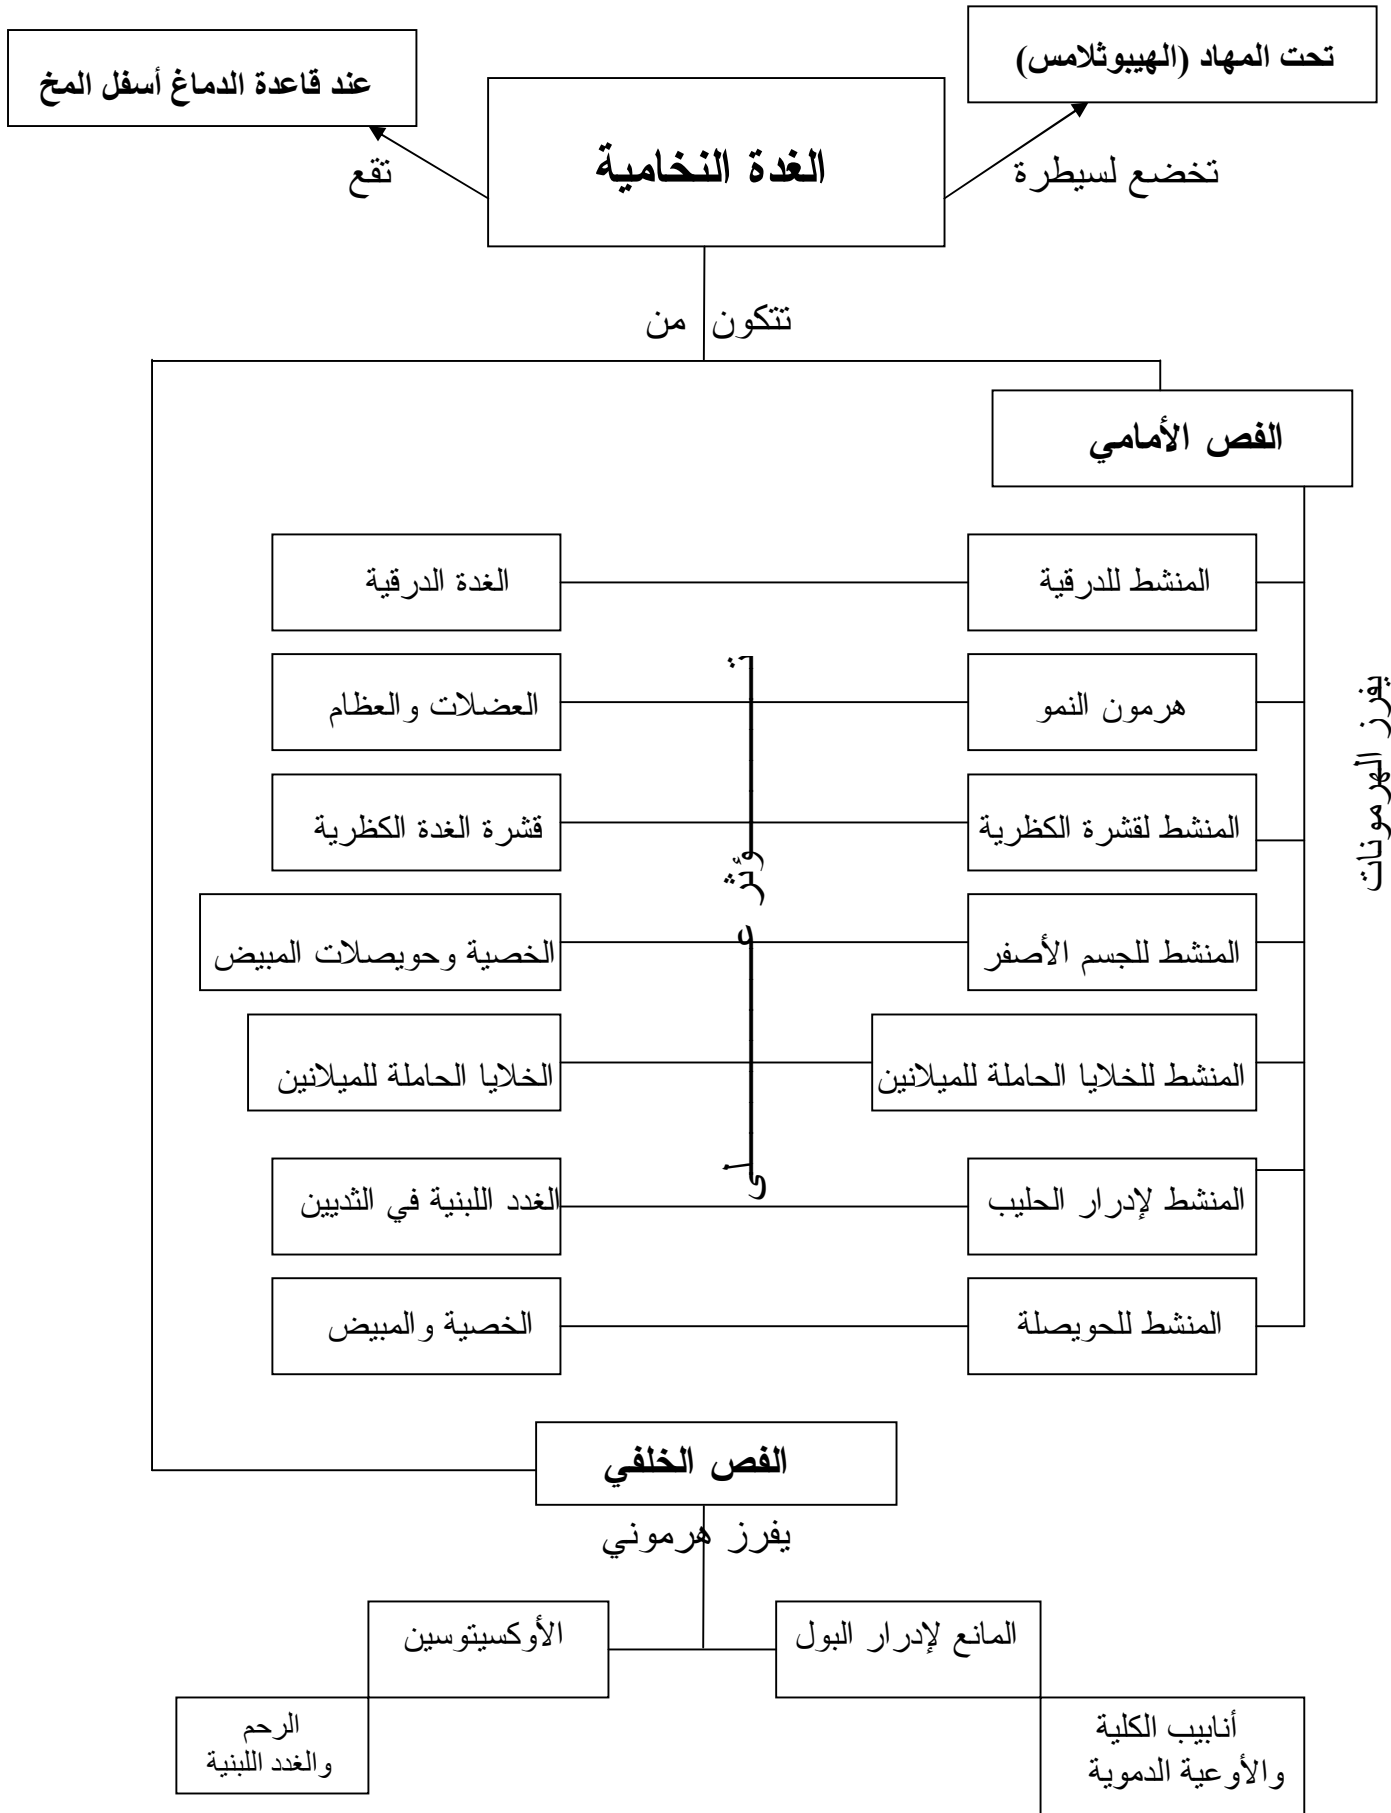 تحت المهاد (الهيبوثلامس)
عند قاعدة الدماغ أسفل المخ
الغدة النخامية
تخضع لسيطرة
تقع
تتكون من
الفص الأمامي
يفرز الهرمونات
المنشط للدرقية
الغدة الدرقية
هرمون النمو
العضلات والعظام
المنشط لقشرة الكظرية
قشرة الغدة الكظرية
تؤثر على
المنشط للجسم الأصفر
الخصية وحويصلات المبيض
المنشط للخلايا الحاملة للميلانين
الخلايا الحاملة للميلانين
المنشط لإدرار الحليب
الغدد اللبنية في الثديين
المنشط للحويصلة
الخصية والمبيض
الفص الخلفي
يفرز هرموني
المانع لإدرار البول
الأوكسيتوسين
أنابيب الكلية
والأوعية الدموية
الرحم
والغدد اللبنية